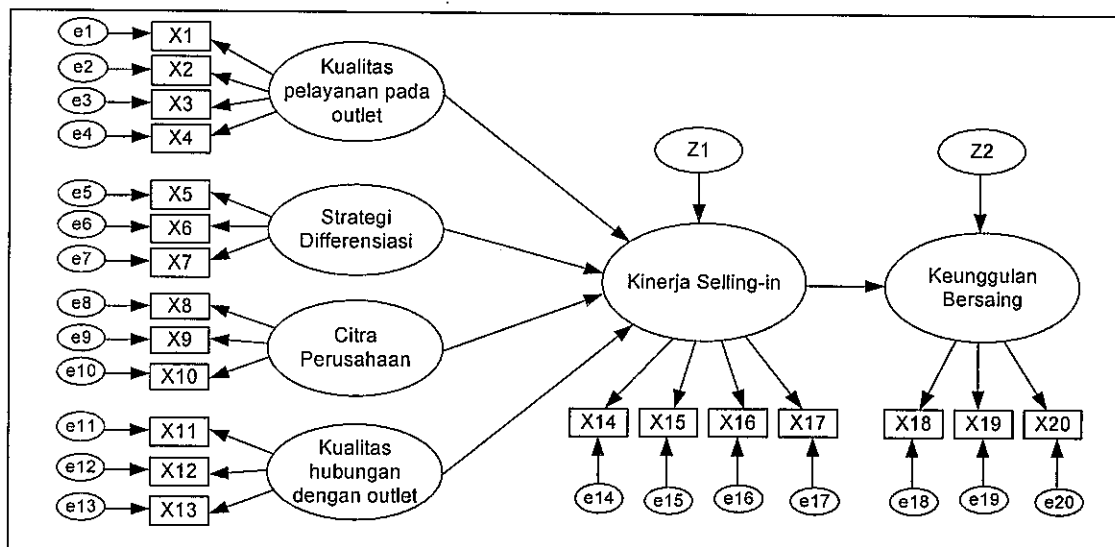 e1
X1
e2
X2
e3
X3
e4
X4
Kualitas
pelayanan pada
outlet
e5
X5
e6
X6
e7
X7
Strategi
Differensiasi
e8
X8
e9
X9
e10
X10
Citra
Perusahaan
e11
X11
e12
X12
e13
X13
Kualitas
hubungan
dengan outlet
Z1
Kinerja Selling-in
X14
X15
X16
X17
e14
e15
e16
e17
Z2
Keunggulan
Bersaing
X18
X19
X20
e18
e19
e20